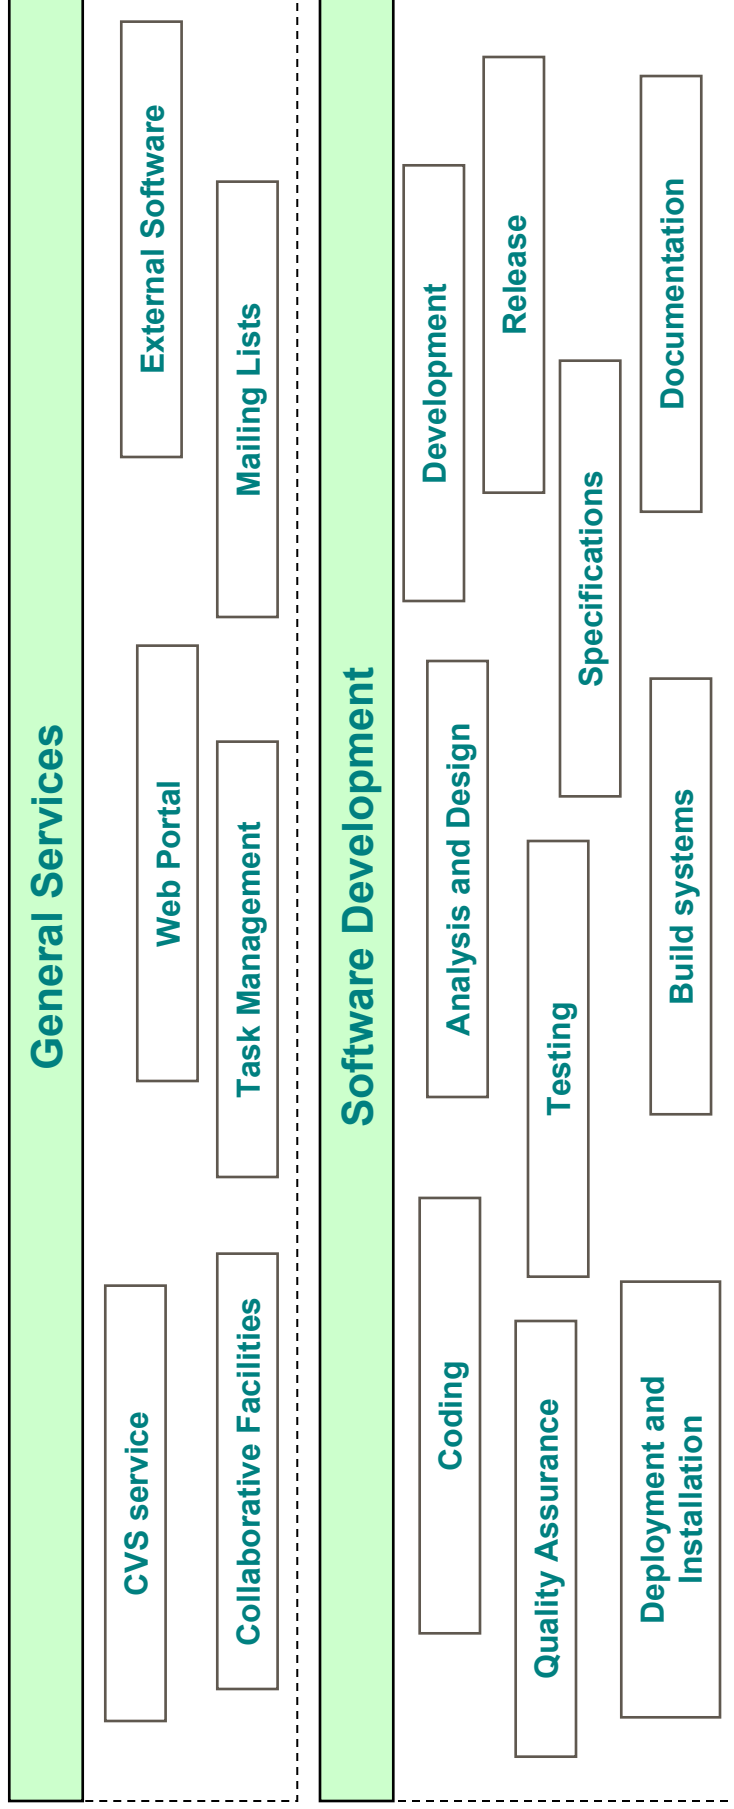 General Services
CVS service
Web Portal
External Software
Collaborative Facilities
Task Management
Mailing Lists
Software Development
Coding
Analysis and Design
Development
Release
Quality Assurance
Testing
Specifications
Deployment and
Installation
Build systems
Documentation